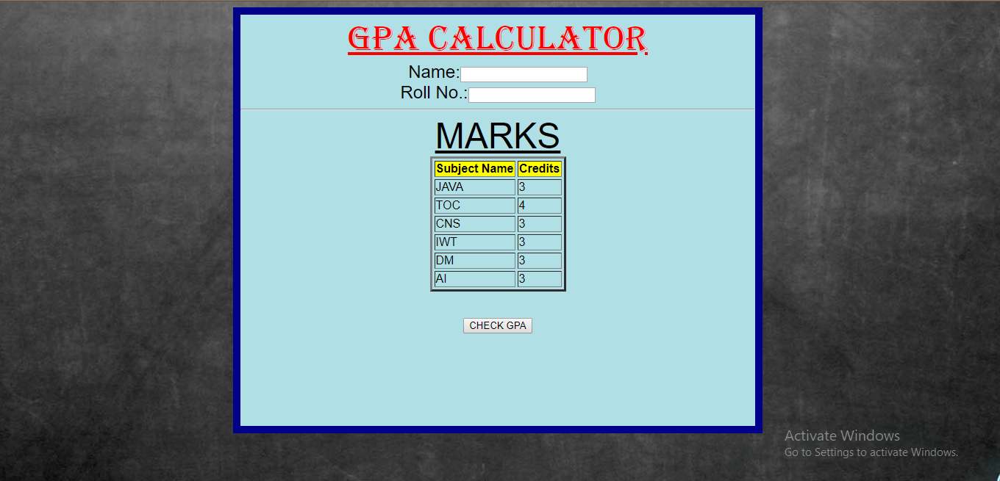 GPA CALCULATOR
Name:
Roll No.:
MARKS
Subject Name Credits
JAVA 3
TOC 4
CNS 3
IWT 3
DM 3
AI 3
CHECK GPA
Activate Windows
Go to Settings to activate Windows.